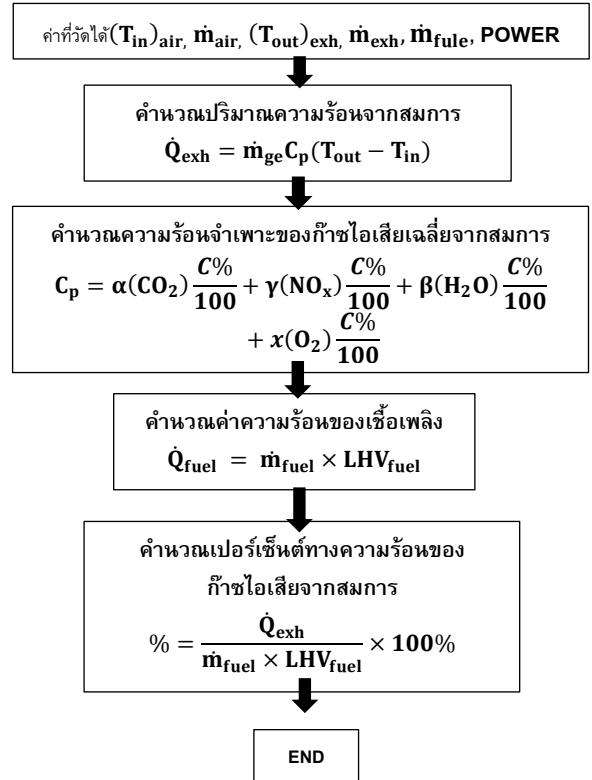 ค่าที่วัดได้(T_in)_air, ṁ_air, (T_out)_exh, ṁ_exh, ṁ_fule, POWER
คำนวณปริมาณความร้อนจากสมการ
Q̇_exh = ṁ_ge C_p(T_out − T_in)
คำนวณความร้อนจำเพาะของก๊าซไอเสียเฉลี่ยจากสมการ
C_p = α(CO₂) C%/100 + γ(NO_x) C%/100 + β(H₂O) C%/100
+ x(O₂) C%/100
คำนวณค่าความร้อนของเชื้อเพลิง
Q̇_fuel = ṁ_fuel × LHV_fuel
คำนวณเปอร์เซ็นต์ทางความร้อนของ
ก๊าซไอเสียจากสมการ
% = Q̇_exh / ṁ_fuel × LHV_fuel × 100%
END